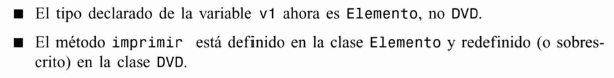 ■ El tipo declarado de la variable v1 ahora es Elemento, no DVD.
■ El método imprimir está definido en la clase Elemento y redefinido (o sobres-
crito) en la clase DVD.